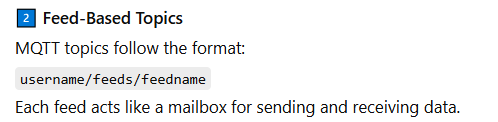 2 Feed-Based Topics
MQTT topics follow the format:
username/feeds/feedname
Each feed acts like a mailbox for sending and receiving data.